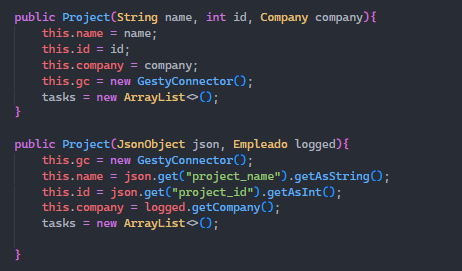 public Project(String name, int id, Company company){
this.name = name;
this.id = id;
this.company = company;
this.gc = new GestyConnector();
tasks = new ArrayList<>();
}
public Project(JsonObject json, Empleado logged){
this.gc = new GestyConnector();
this.name = json.get("project_name").getAsString();
this.id = json.get("project_id").getAsInt();
this.company = logged.getCompany();
tasks = new ArrayList<>();
}